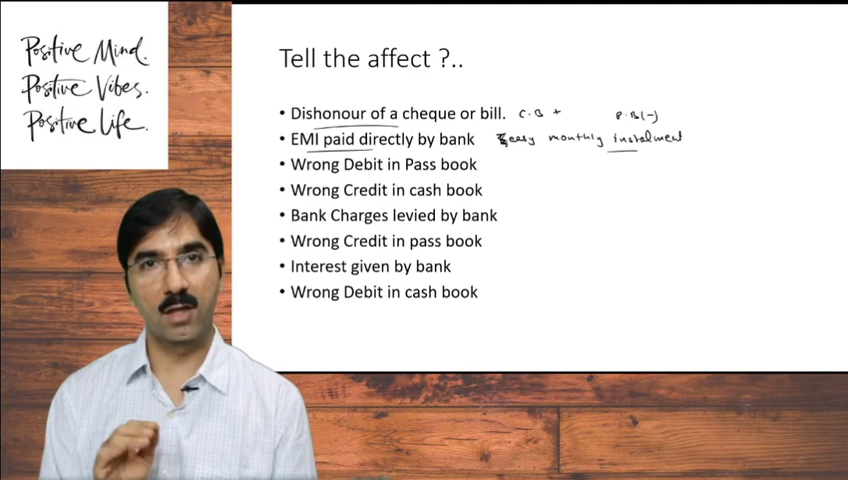 Positive Mind.
Positive Vibes.
Positive Life.
Tell the affect ?..
• Dishonour of a cheque or bill. C.B + P.B(-)
• EMI paid directly by bank easy monthly instalment
• Wrong Debit in Pass book
• Wrong Credit in cash book
• Bank Charges levied by bank
• Wrong Credit in pass book
• Interest given by bank
• Wrong Debit in cash book